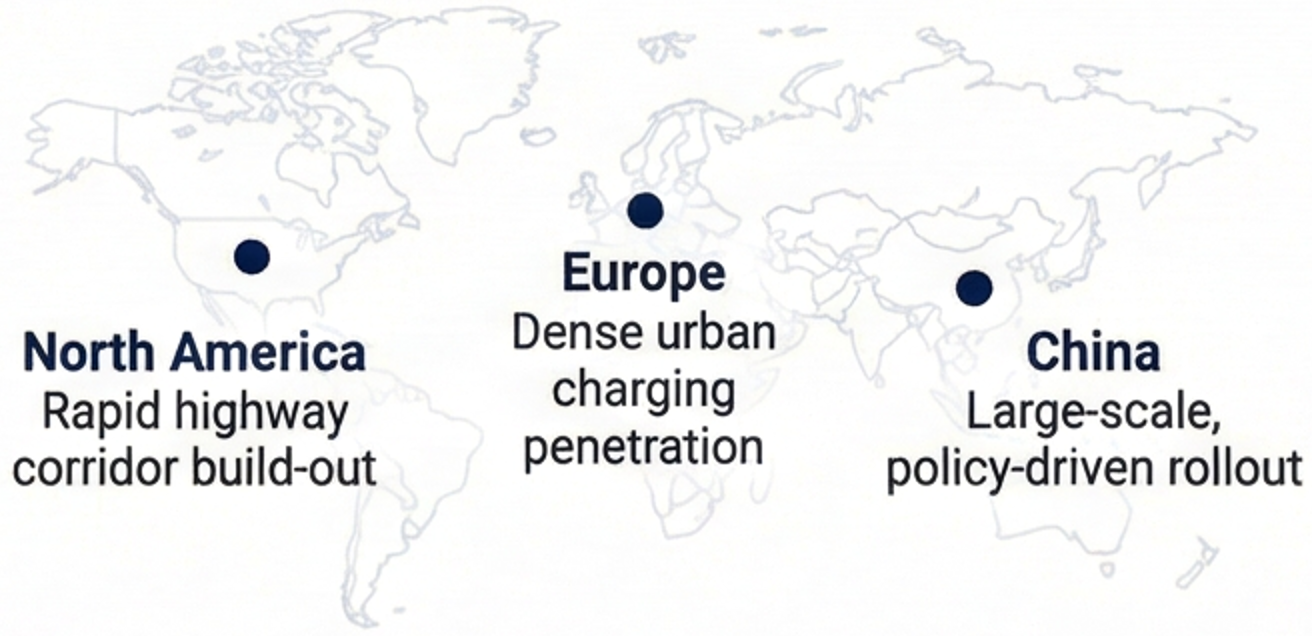 North America
Rapid highway
corridor build-out
Europe
Dense urban
charging
penetration
China
Large-scale,
policy-driven rollout